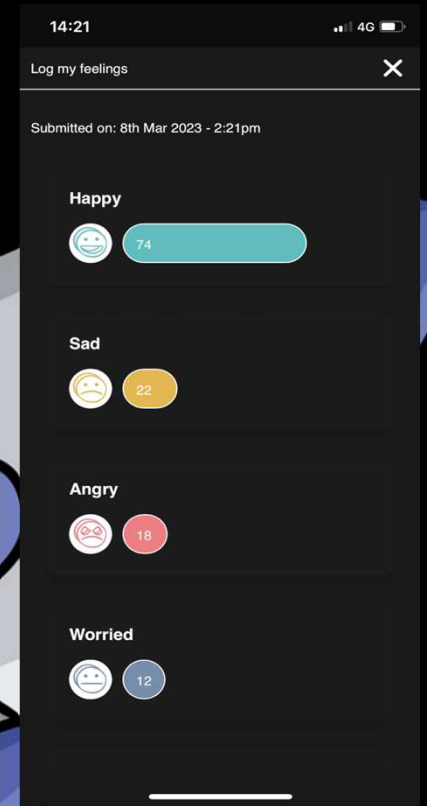 14:21
4G
Log my feelings
Submitted on: 8th Mar 2023 - 2:21pm
Happy
74
Sad
22
Angry
18
Worried
12